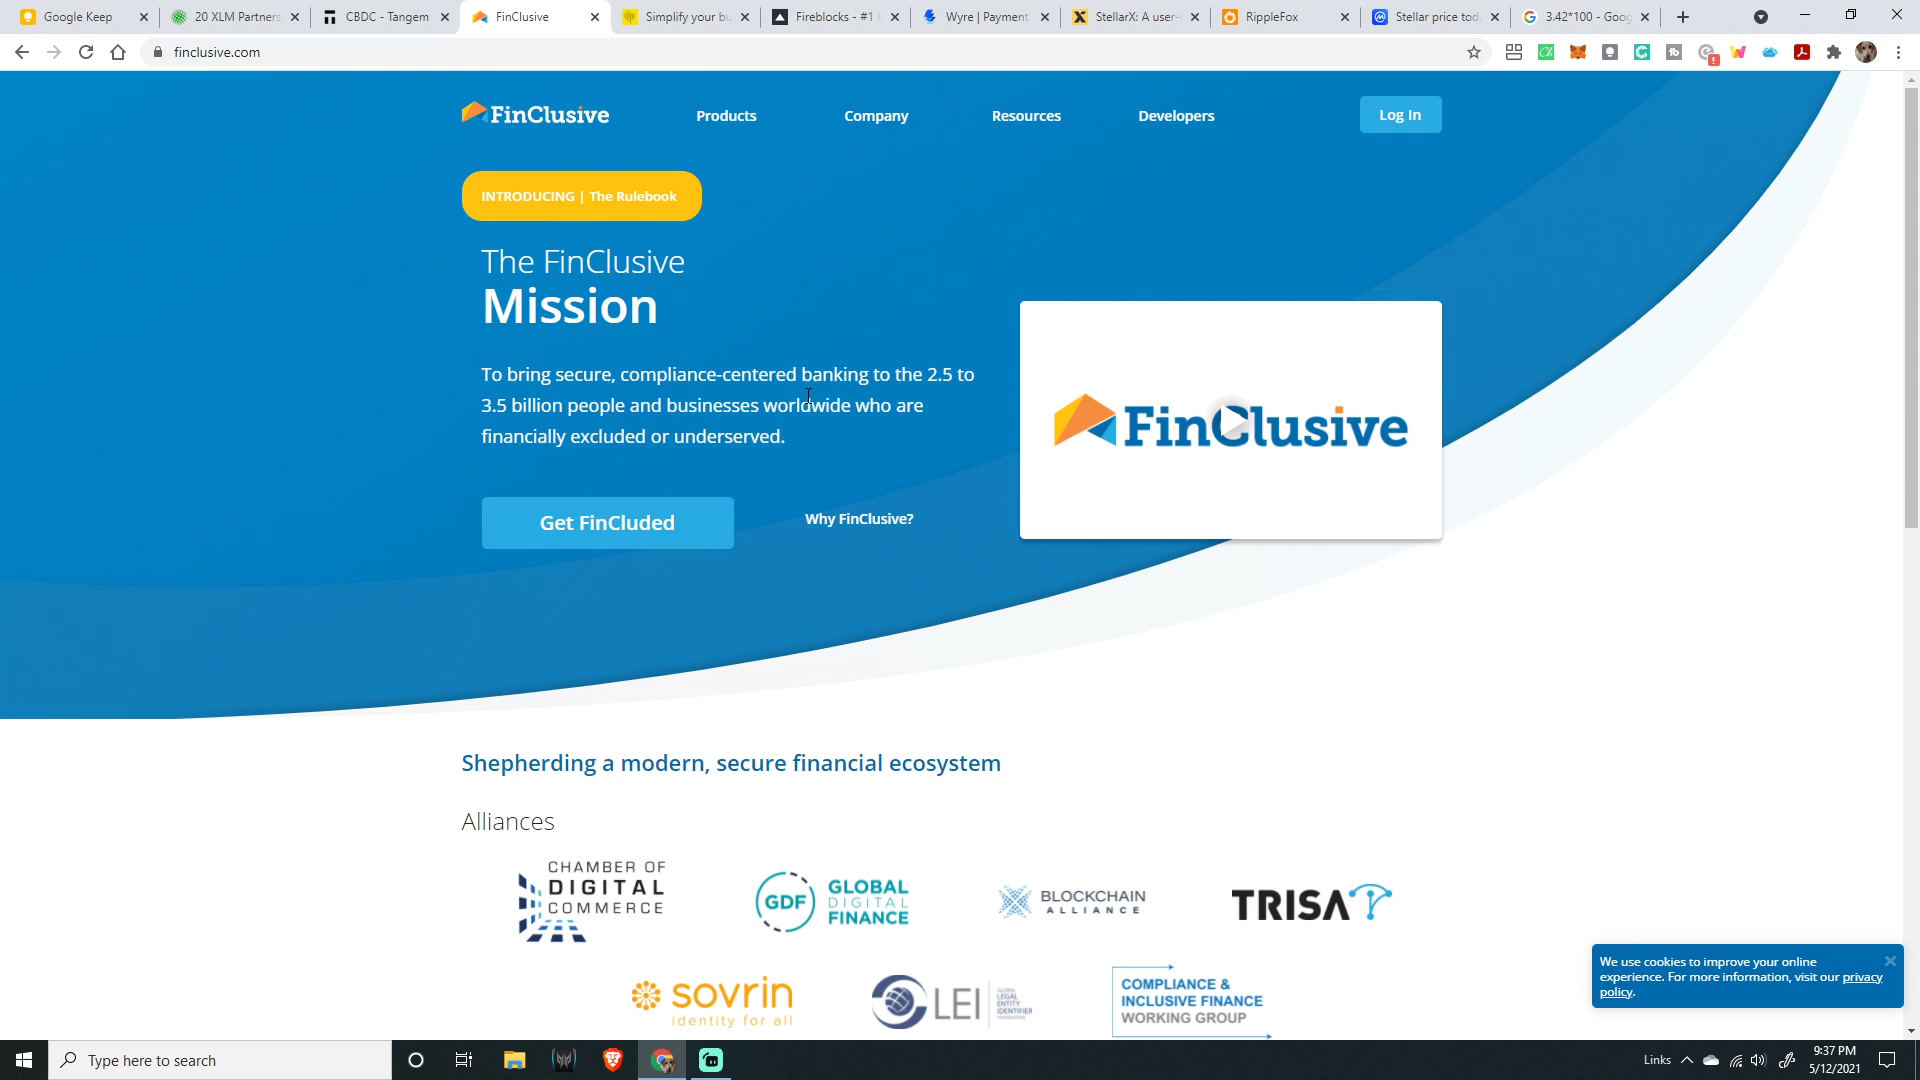 Google Keep
20 XLM Partners
CBDC - Tangem
FinClusive
Simplify your bu
Fireblocks - #1
Wyre | Payment
StellarX: A user-
RippleFox
Stellar price tod
3.42*100 - Goog
finclusive.com
FinClusive
Products
Company
Resources
Developers
Log In
INTRODUCING | The Rulebook
The FinClusive
Mission
To bring secure, compliance-centered banking to the 2.5 to
3.5 billion people and businesses worldwide who are
financially excluded or underserved.
Get FinCluded
Why FinClusive?
FinClusive
Shepherding a modern, secure financial ecosystem
Alliances
CHAMBER OF
DIGITAL
COMMERCE
GDF
GLOBAL
DIGITAL
FINANCE
BLOCKCHAIN
ALLIANCE
TRISA
sovrin
identity for all
LEI
GLOBAL
LEGAL
ENTITY
IDENTIFIER
FOUNDATION
COMPLIANCE &
INCLUSIVE FINANCE
WORKING GROUP
We use cookies to improve your online
experience. For more information, visit our privacy
policy.
Type here to search
Links
9:37 PM
5/12/2021